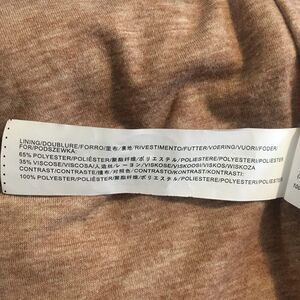 LINING/DOUBLURE/FORRO/里布/裏地/RIVESTIMENTO/FUTTER/VOERING/VUORI/FODER/
FOR/PODSZEWKA:
65% POLYESTER/POLIÉSTER/聚酯纤维/ポリエステル/POLIESTERE/POLYESTER/POLIESTER
35% VISCOSE/VISCOSA/人造丝/レーヨン/VISKOSE/VISKOOSI/VISKOS/WISKOZA
CONTRAST/CONTRASTE/撞布/対照色/CONTRASTO/KONTRAST/KONTRASTI:
100% POLYESTER/POLIÉSTER/聚酯纤维/ポリエステル/POLIESTERE/POLYESTER/POLIESTER